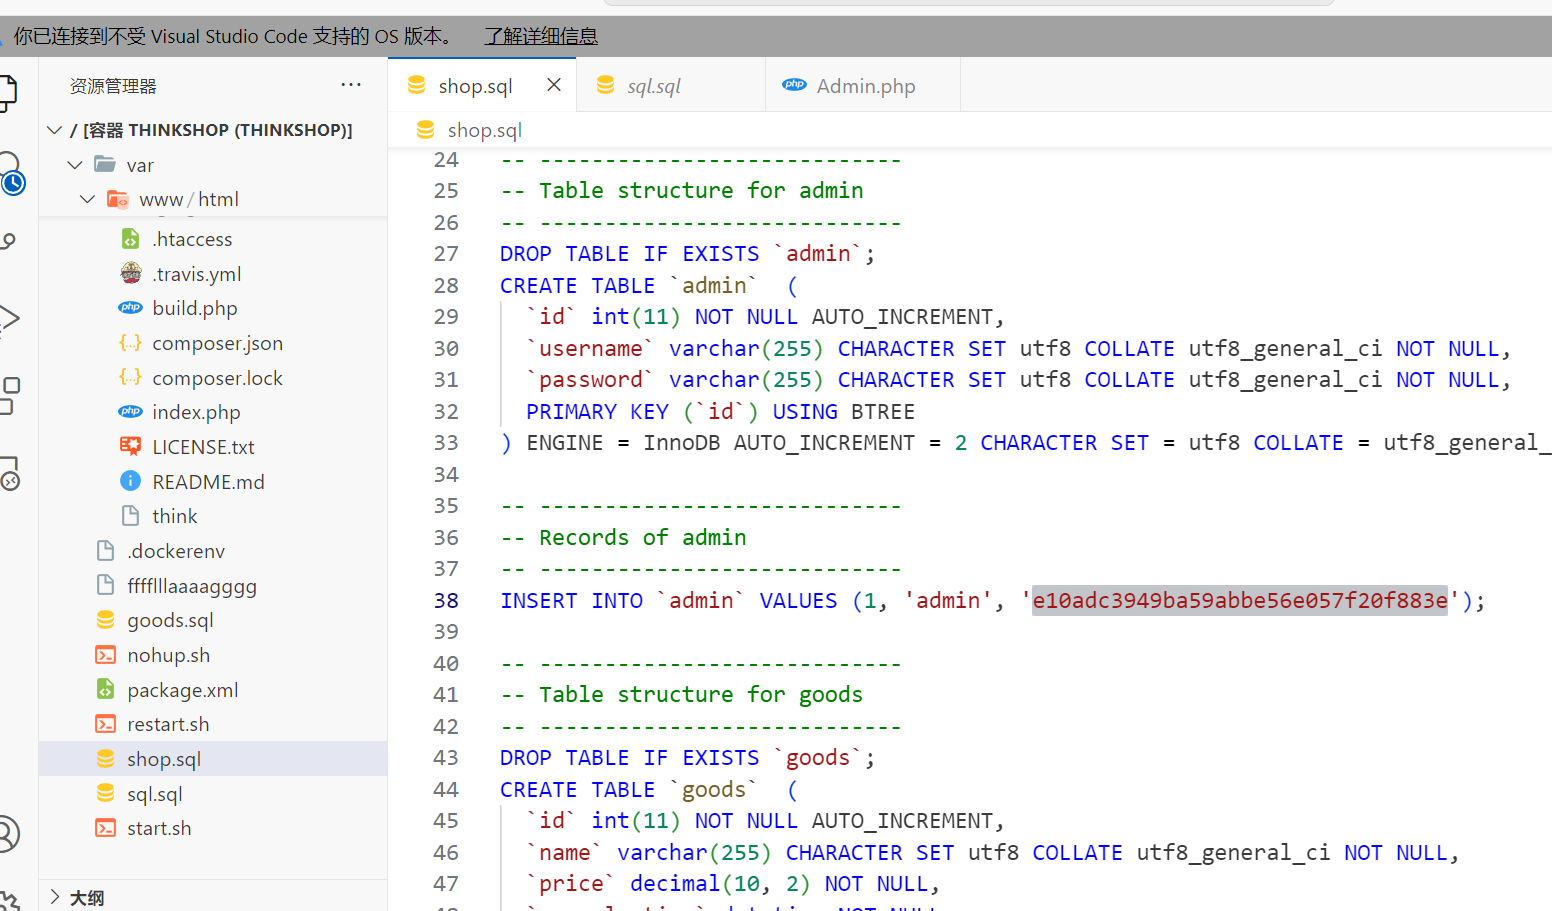 你已连接到不受 Visual Studio Code 支持的 OS 版本。 了解详细信息
资源管理器 ···
/ [容器 THINKSHOP (THINKSHOP)]
var
www / html
.htaccess
.travis.yml
build.php
composer.json
composer.lock
index.php
LICENSE.txt
README.md
think
.dockerenv
fffflllaaaagggg
goods.sql
nohup.sh
package.xml
restart.sh
shop.sql
sql.sql
start.sh
大纲
shop.sql
sql.sql
php Admin.php
shop.sql
24 -- ----------------------------
25 -- Table structure for admin
26 -- ----------------------------
27 DROP TABLE IF EXISTS `admin`;
28 CREATE TABLE `admin`  (
29   `id` int(11) NOT NULL AUTO_INCREMENT,
30   `username` varchar(255) CHARACTER SET utf8 COLLATE utf8_general_ci NOT NULL,
31   `password` varchar(255) CHARACTER SET utf8 COLLATE utf8_general_ci NOT NULL,
32   PRIMARY KEY (`id`) USING BTREE
33 ) ENGINE = InnoDB AUTO_INCREMENT = 2 CHARACTER SET = utf8 COLLATE = utf8_general_
34
35 -- ----------------------------
36 -- Records of admin
37 -- ----------------------------
38 INSERT INTO `admin` VALUES (1, 'admin', 'e10adc3949ba59abbe56e057f20f883e');
39
40 -- ----------------------------
41 -- Table structure for goods
42 -- ----------------------------
43 DROP TABLE IF EXISTS `goods`;
44 CREATE TABLE `goods`  (
45   `id` int(11) NOT NULL AUTO_INCREMENT,
46   `name` varchar(255) CHARACTER SET utf8 COLLATE utf8_general_ci NOT NULL,
47   `price` decimal(10, 2) NOT NULL,